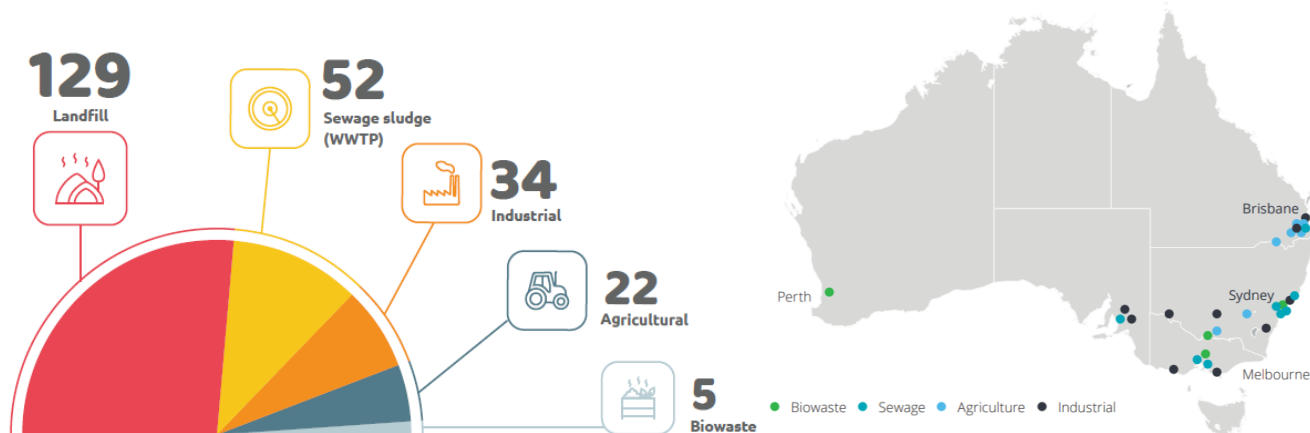 129
Landfill
52
Sewage sludge
(WWTP)
34
Industrial
22
Agricultural
5
Biowaste
Brisbane
Perth
Sydney
Melbourne
Biowaste
Sewage
Agriculture
Industrial